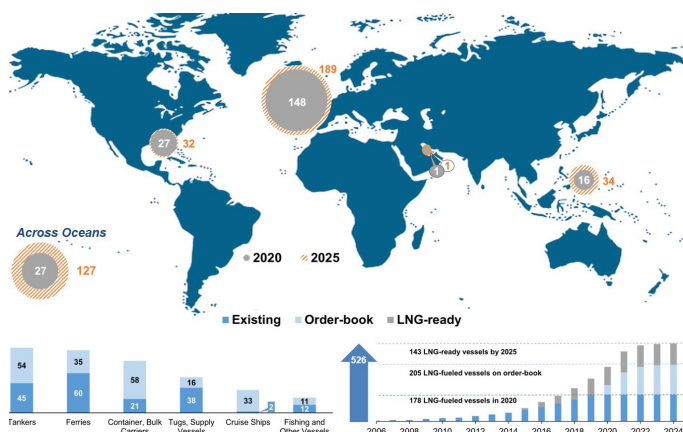 189
148
27
32
1
1
16
34
Across Oceans
27
127
2020
2025
Existing
Order-book
LNG-ready
54
45
Tankers
35
60
Ferries
58
21
Container, Bulk
Carriers
16
38
Tugs, Supply
Vessels
33
2
Cruise Ships
11
12
Fishing and
Other Vessels
526
143 LNG-ready vessels by 2025
205 LNG-fueled vessels on order-book
178 LNG-fueled vessels in 2020
2006 2008 2010 2012 2014 2016 2018 2020 2022 2024